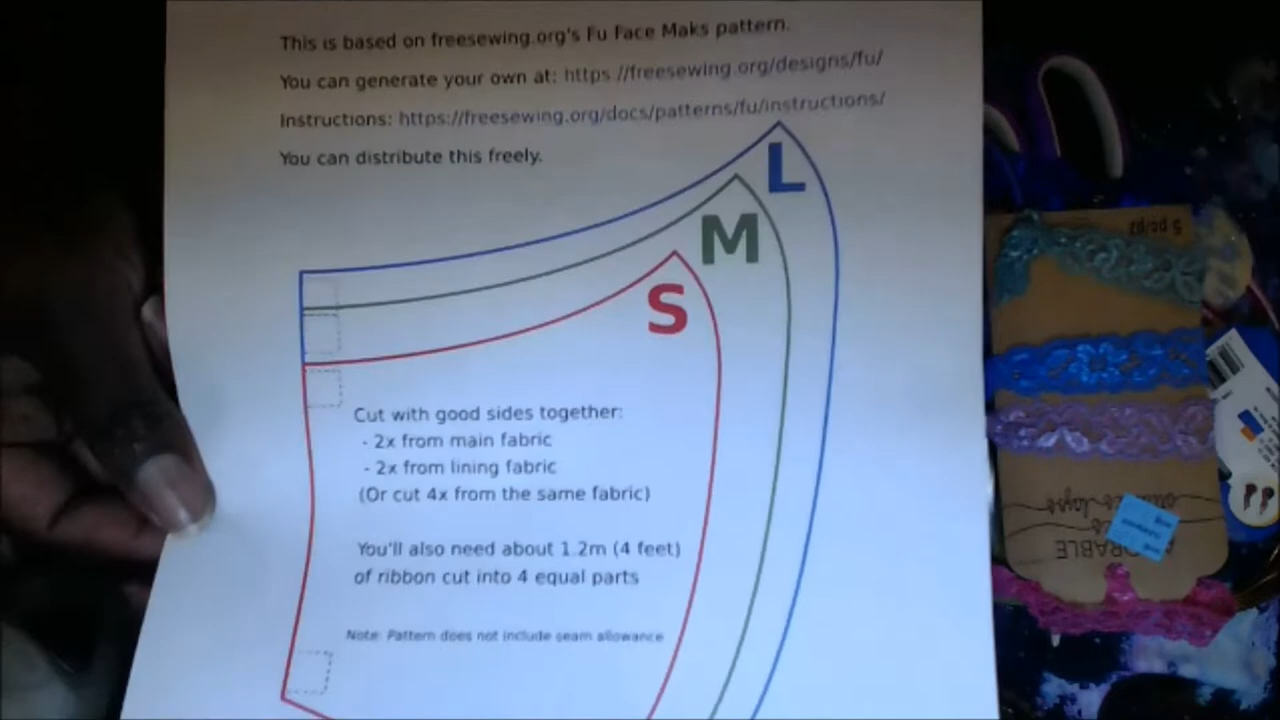 This is based on freesewing.org's Fu Face Maks pattern.
You can generate your own at: https://freesewing.org/designs/fu/
Instructions: https://freesewing.org/docs/patterns/fu/instructions/
You can distribute this freely.
L
M
S
Cut with good sides together:
- 2x from main fabric
- 2x from lining fabric
(Or cut 4x from the same fabric)
You'll also need about 1.2m (4 feet)
of ribbon cut into 4 equal parts
Note: Pattern does not include seam allowance